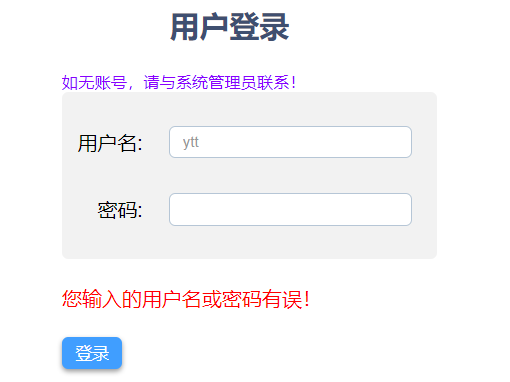 用户登录
如无账号，请与系统管理员联系！
用户名: ytt
密码:
您输入的用户名或密码有误！
登录